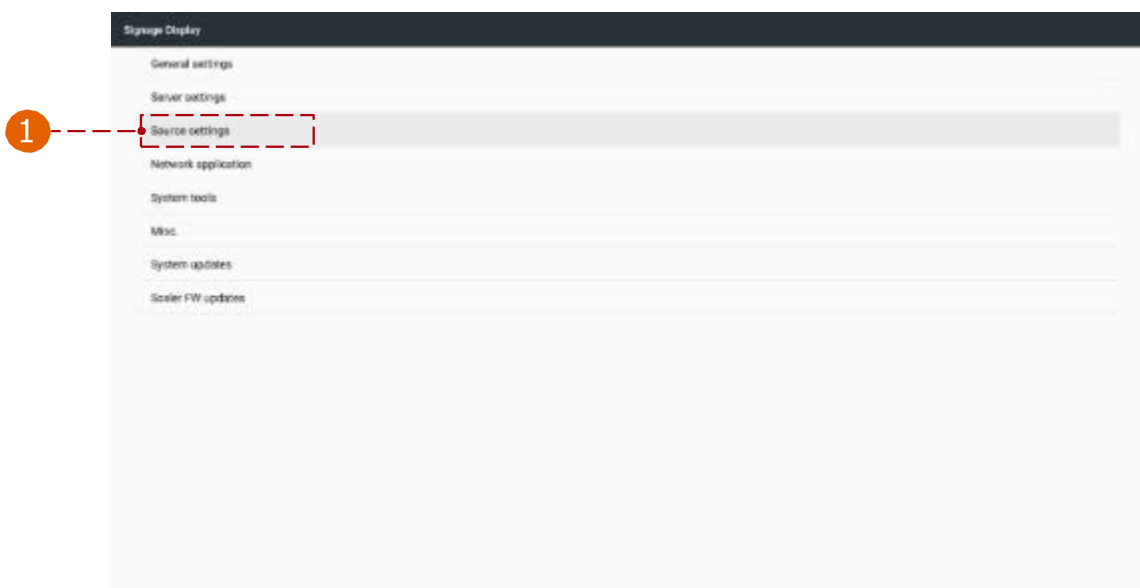 Signage Display
General settings
Server settings
1
Source settings
Network application
System tools
Misc.
System updates
Scaler FW updates